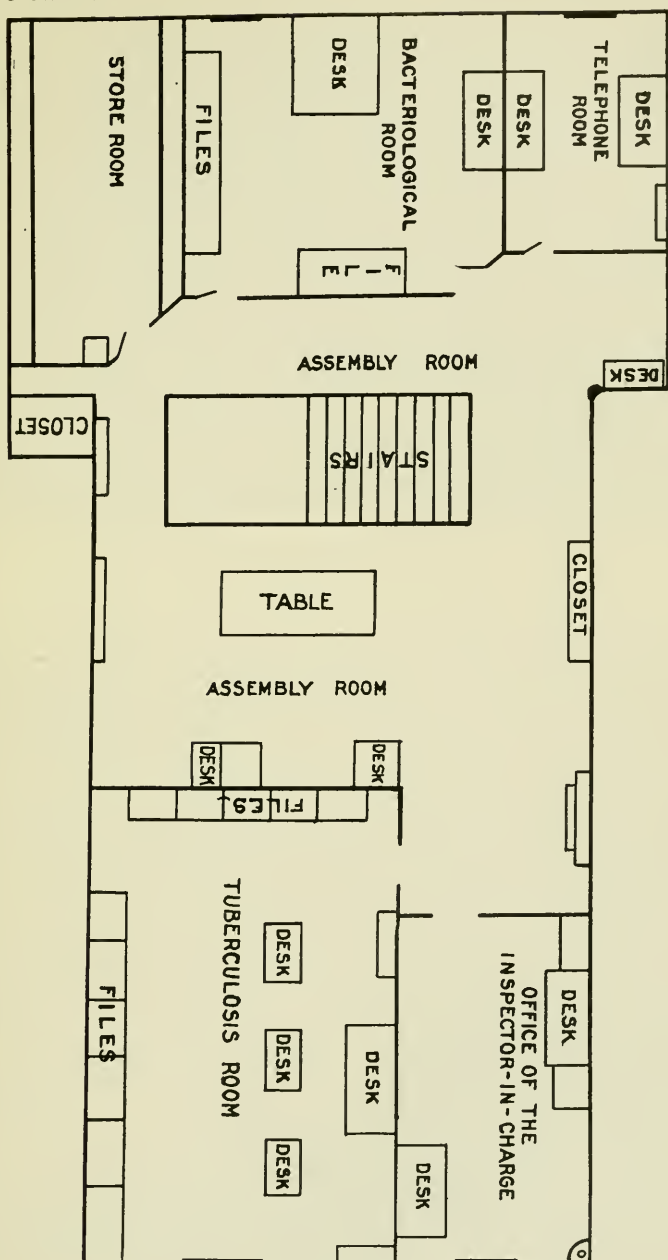 STORE ROOM
FILES
DESK
BACTERIOLOGICAL
ROOM
DESK
DESK
TELEPHONE
ROOM
DESK
FILE
ASSEMBLY ROOM
DESK
CLOSET
STAIRS
CLOSET
TABLE
ASSEMBLY ROOM
DESK
DESK
FILES
TUBERCULOSIS ROOM
DESK
DESK
DESK
DESK
FILES
OFFICE OF THE
INSPECTOR-IN-CHARGE
DESK
DESK